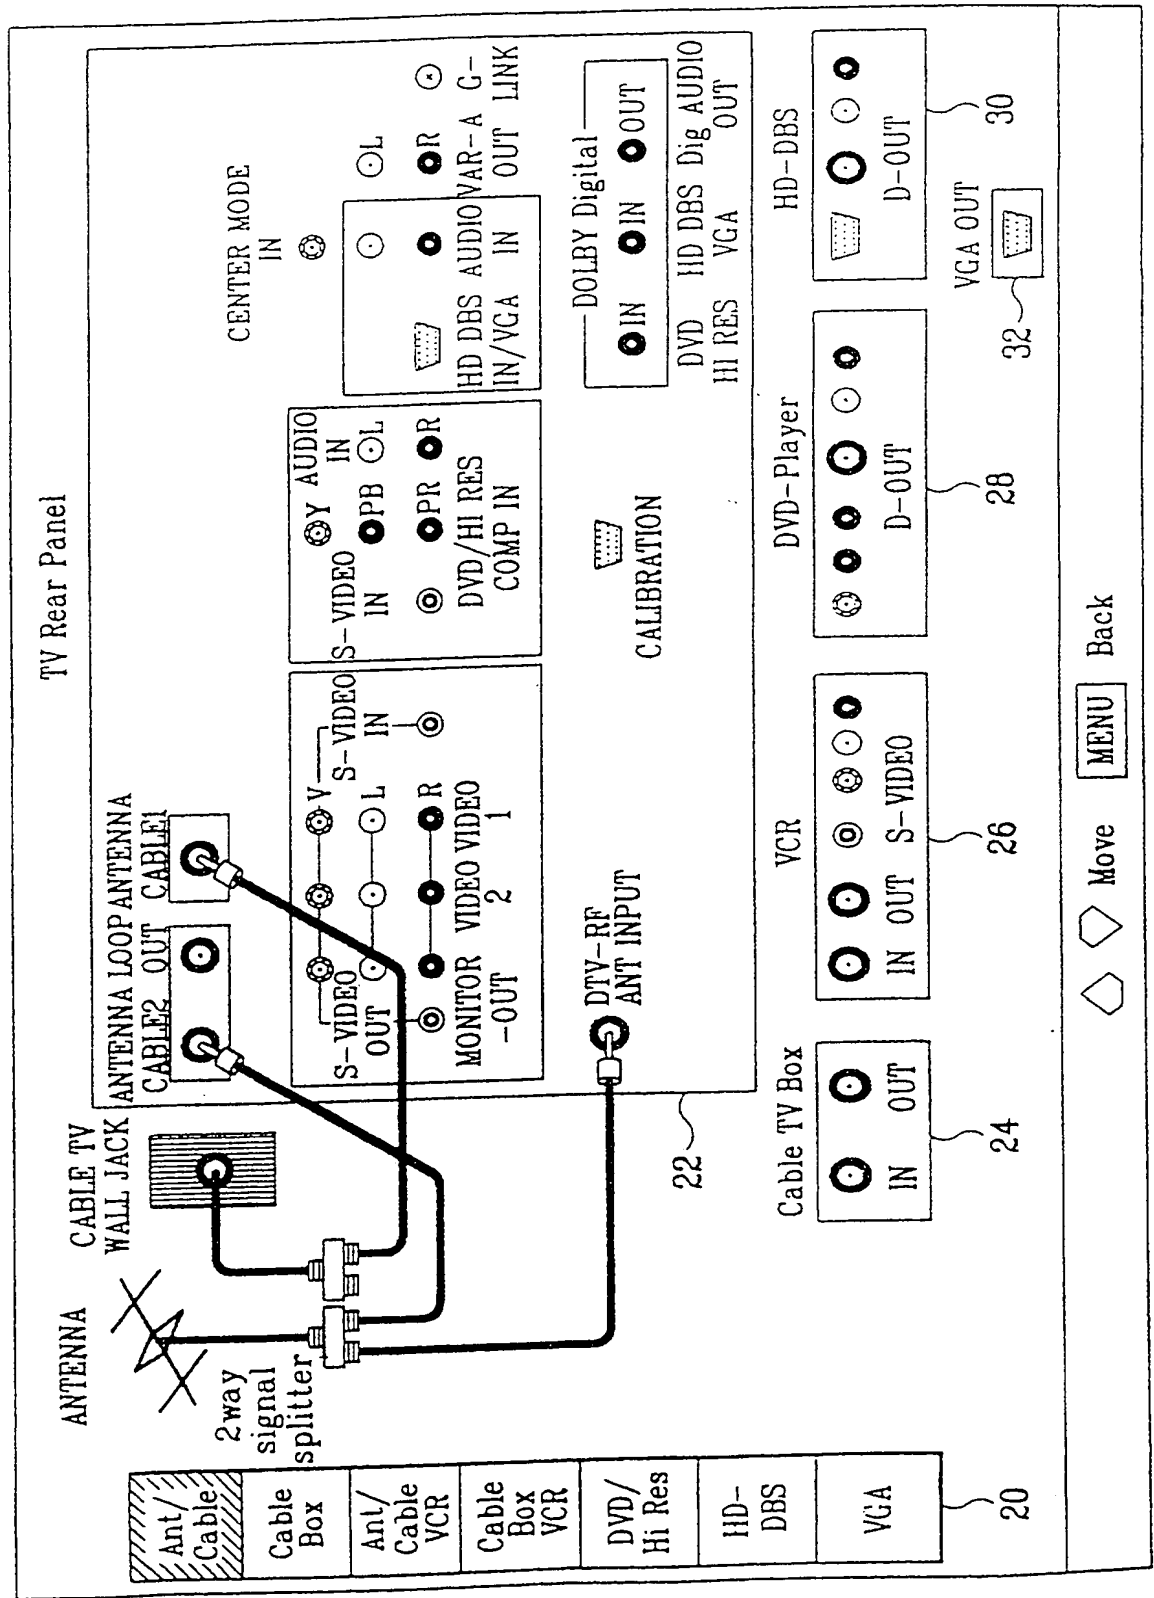 TV Rear Panel
ANTENNA
CABLE TV
WALL JACK
2way
signal
splitter
ANTENNA LOOP ANTENNA
CABLE2 OUT CABLE1
S-VIDEO
OUT
V
L
R
S-VIDEO
IN
MONITOR
-OUT
VIDEO
2
VIDEO
1
S-VIDEO
IN
Y
PB
PR
AUDIO
IN
L
R
DVD/HI RES
COMP IN
CENTER MODE
IN
HD DBS
IN/VGA
AUDIO
IN
L
R
VAR-A
OUT
G-
LINK
DTV-RF
ANT INPUT
CALIBRATION
DOLBY Digital
IN
IN
OUT
DVD
HI RES
HD DBS
VGA
Dig AUDIO
OUT
22
Ant/
Cable
Cable
Box
Ant/
Cable
VCR
Cable
Box
VCR
DVD/
Hi Res
HD-
DBS
VGA
20
Cable TV Box
IN OUT
24
VCR
IN OUT S-VIDEO
26
DVD-Player
D-OUT
28
HD-DBS
D-OUT
30
VGA OUT
32
Move MENU Back